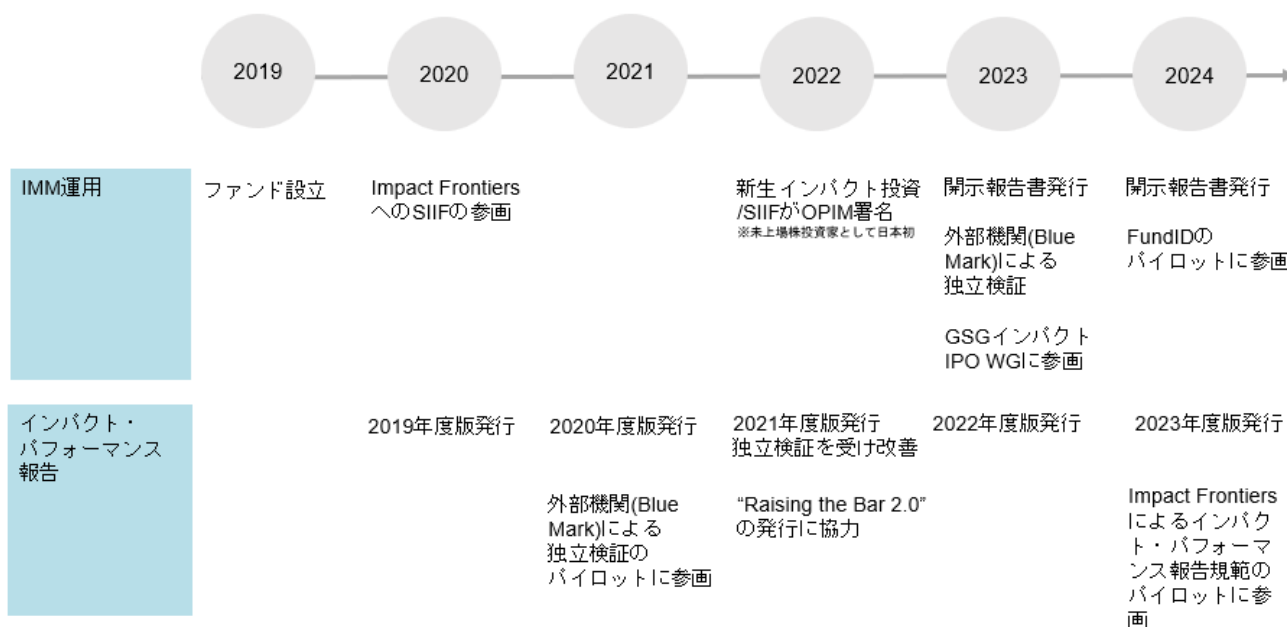 2019
2020
2021
2022
2023
2024
IMM運用
ファンド設立
Impact Frontiers
へのSIIFの参画
新生インパクト投資
/SIIFがOPIM署名
※未上場株投資家として日本初
開示報告書発行
外部機関(Blue
Mark)による
独立検証
GSGインパクト
IPO WGに参画
開示報告書発行
FundIDの
パイロットに参画
インパクト・
パフォーマンス
報告
2019年度版発行
2020年度版発行
外部機関(Blue
Mark)による
独立検証の
パイロットに参画
2021年度版発行
独立検証を受け改善
“Raising the Bar 2.0”
の発行に協力
2022年度版発行
2023年度版発行
Impact Frontiers
によるインパク
ト・パフォーマ
ンス報告規範の
パイロットに参
画